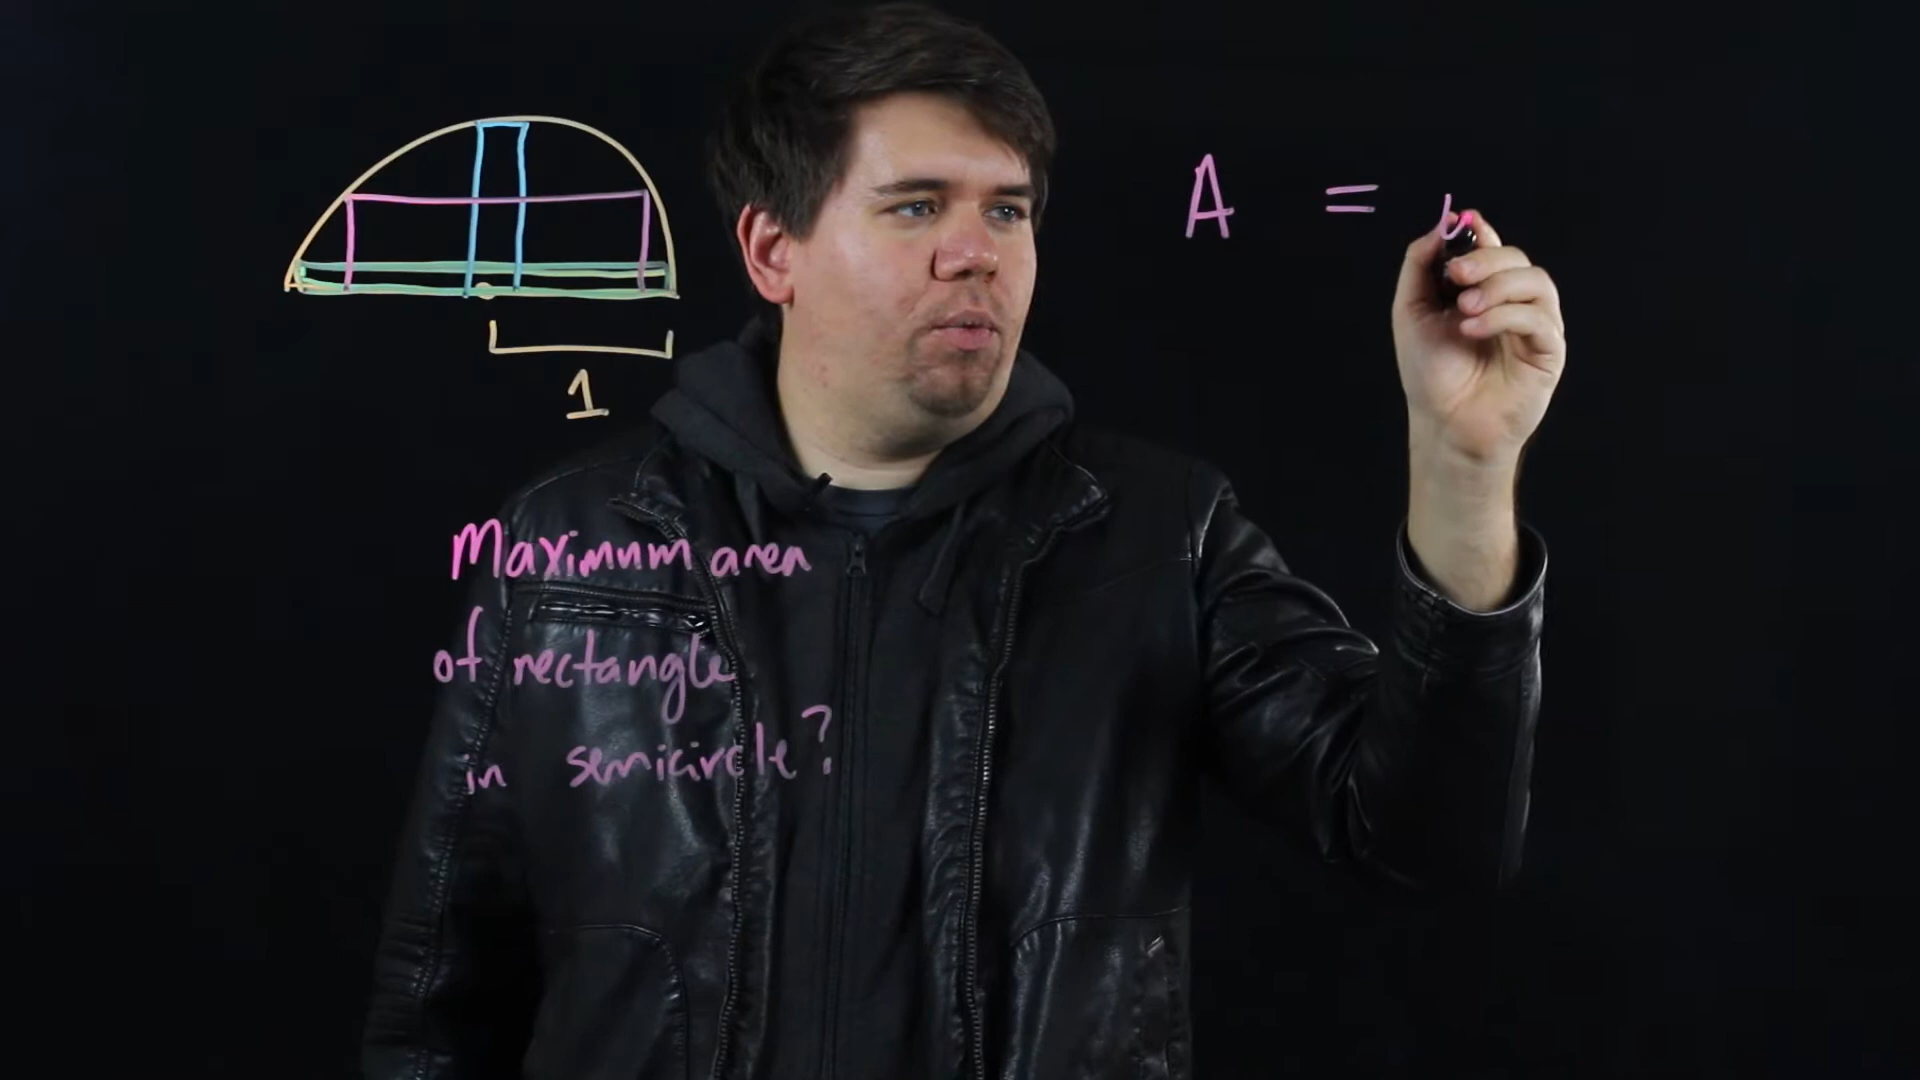 1
Maximum area
of rectangle
in semicircle?
A =